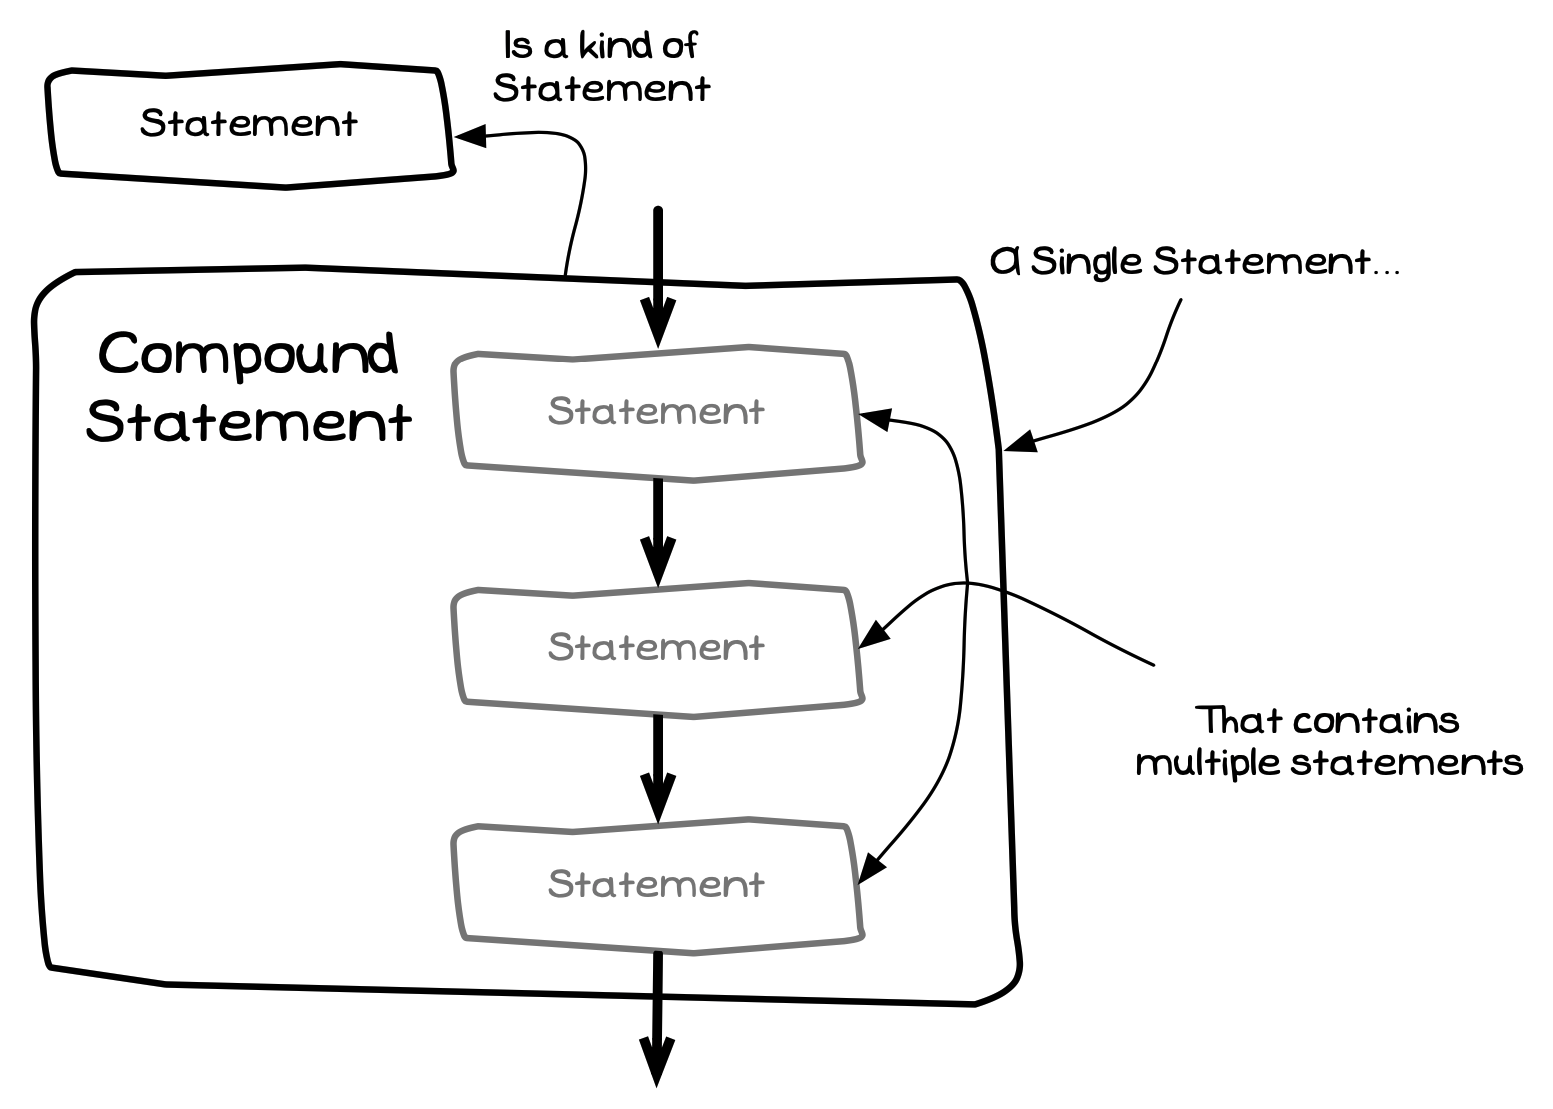 Is a kind of
Statement
Statement
A Single Statement...
Compound
Statement
Statement
Statement
That contains
multiple statements
Statement